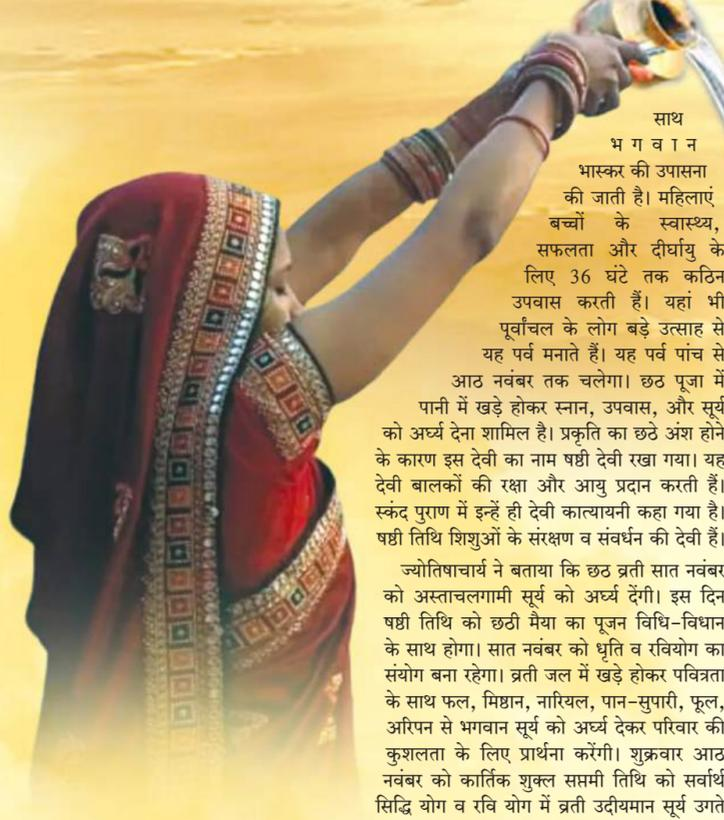 साथ
भगवान
भास्कर की उपासना
की जाती है। महिलाएं
बच्चों के स्वास्थ्य,
सफलता और दीर्घायु के
लिए 36 घंटे तक कठिन
उपवास करती हैं। यहां भी
पूर्वांचल के लोग बड़े उत्साह से
यह पर्व मनाते हैं। यह पर्व पांच से
आठ नवंबर तक चलेगा। छठ पूजा में
पानी में खड़े होकर स्नान, उपवास, और सूर्य
को अर्घ्य देना शामिल है। प्रकृति का छठे अंश होने
के कारण इस देवी का नाम षष्ठी देवी रखा गया। यह
देवी बालकों की रक्षा और आयु प्रदान करती हैं।
स्कंद पुराण में इन्हें ही देवी कात्यायनी कहा गया है।
षष्ठी तिथि शिशुओं के संरक्षण व संवर्धन की देवी हैं।
ज्योतिषाचार्य ने बताया कि छठ व्रती सात नवंबर
को अस्ताचलगामी सूर्य को अर्घ्य देंगी। इस दिन
षष्ठी तिथि को छठी मैया का पूजन विधि-विधान
के साथ होगा। सात नवंबर को धृति व रवियोग का
संयोग बना रहेगा। व्रती जल में खड़े होकर पवित्रता
के साथ फल, मिष्ठान, नारियल, पान-सुपारी, फूल,
अरिपन से भगवान सूर्य को अर्घ्य देकर परिवार की
कुशलता के लिए प्रार्थना करेंगी। शुक्रवार आठ
नवंबर को कार्तिक शुक्ल सप्तमी तिथि को सर्वार्थ
सिद्धि योग व रवि योग में व्रती उदीयमान सूर्य उगते